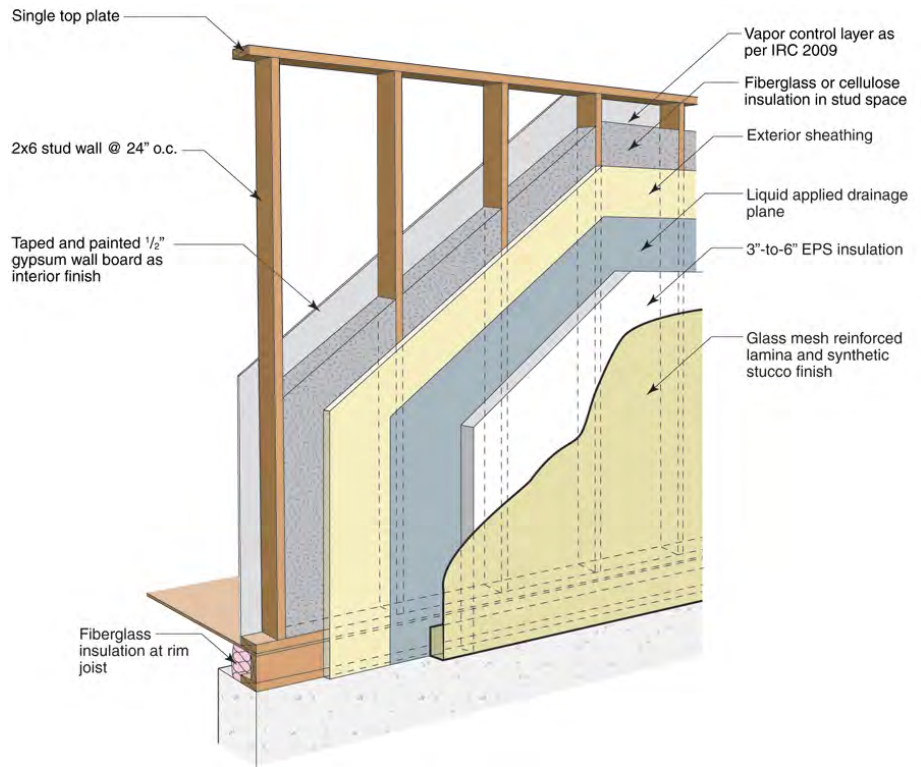 Single top plate
2x6 stud wall @ 24” o.c.
Taped and painted 1/2”
gypsum wall board as
interior finish
Fiberglass
insulation at rim
joist
Vapor control layer as
per IRC 2009
Fiberglass or cellulose
insulation in stud space
Exterior sheathing
Liquid applied drainage
plane
3”-to-6” EPS insulation
Glass mesh reinforced
lamina and synthetic
stucco finish